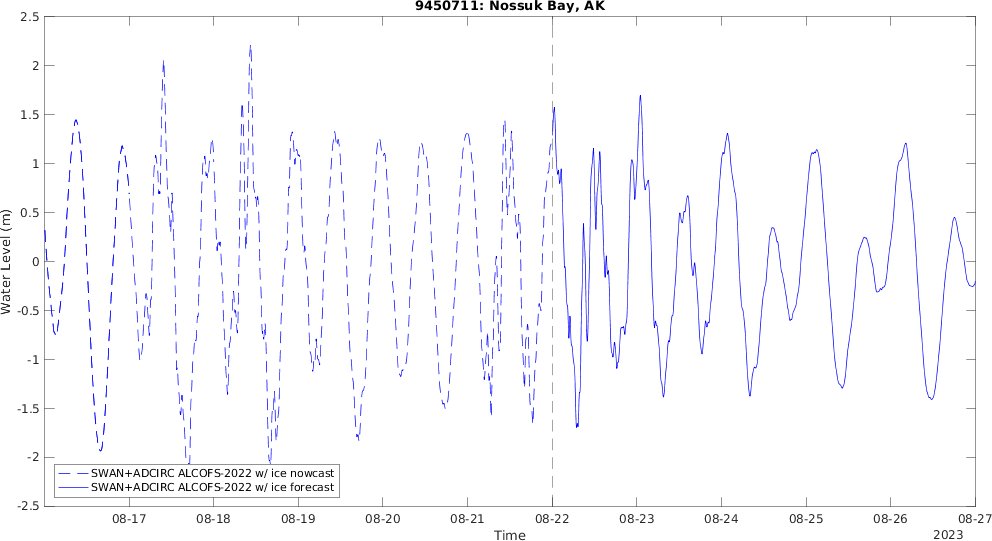 9450711: Nossuk Bay, AK
2.5
2
1.5
1
0.5
0
-0.5
-1
-1.5
-2
-2.5
Water Level (m)
SWAN+ADCIRC ALCOFS-2022 w/ ice nowcast
SWAN+ADCIRC ALCOFS-2022 w/ ice forecast
08-17 08-18 08-19 08-20 08-21 08-22 08-23 08-24 08-25 08-26 08-27
Time
2023